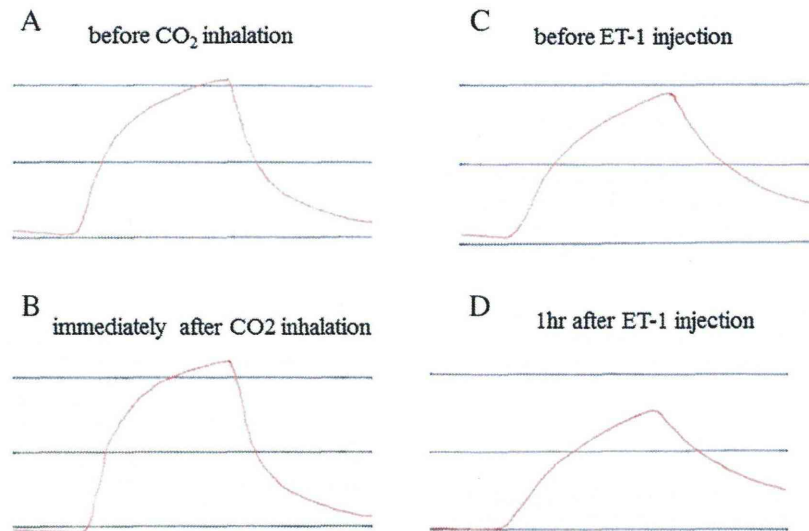 A
before CO₂ inhalation
B
immediately after CO2 inhalation
C
before ET-1 injection
D
1hr after ET-1 injection